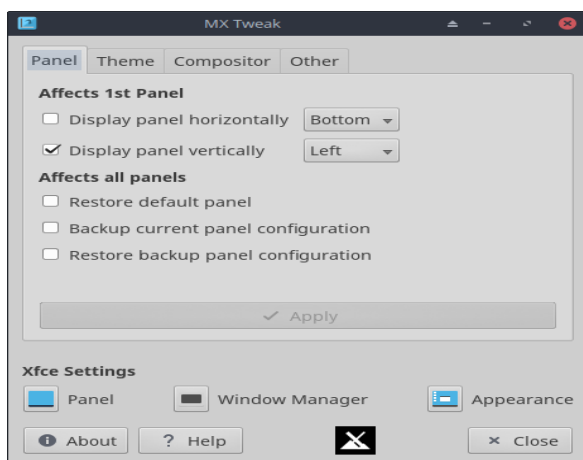 MX Tweak
Panel Theme Compositor Other
Affects 1st Panel
Display panel horizontally Bottom
Display panel vertically Left
Affects all panels
Restore default panel
Backup current panel configuration
Restore backup panel configuration
Apply
Xfce Settings
Panel Window Manager Appearance
About ? Help Close